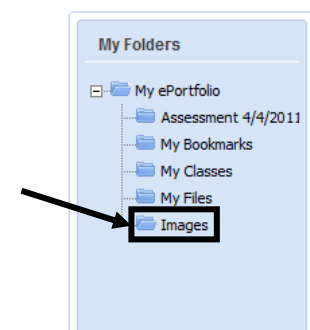 My Folders
My ePortfolio
Assessment 4/4/2011
My Bookmarks
My Classes
My Files
Images